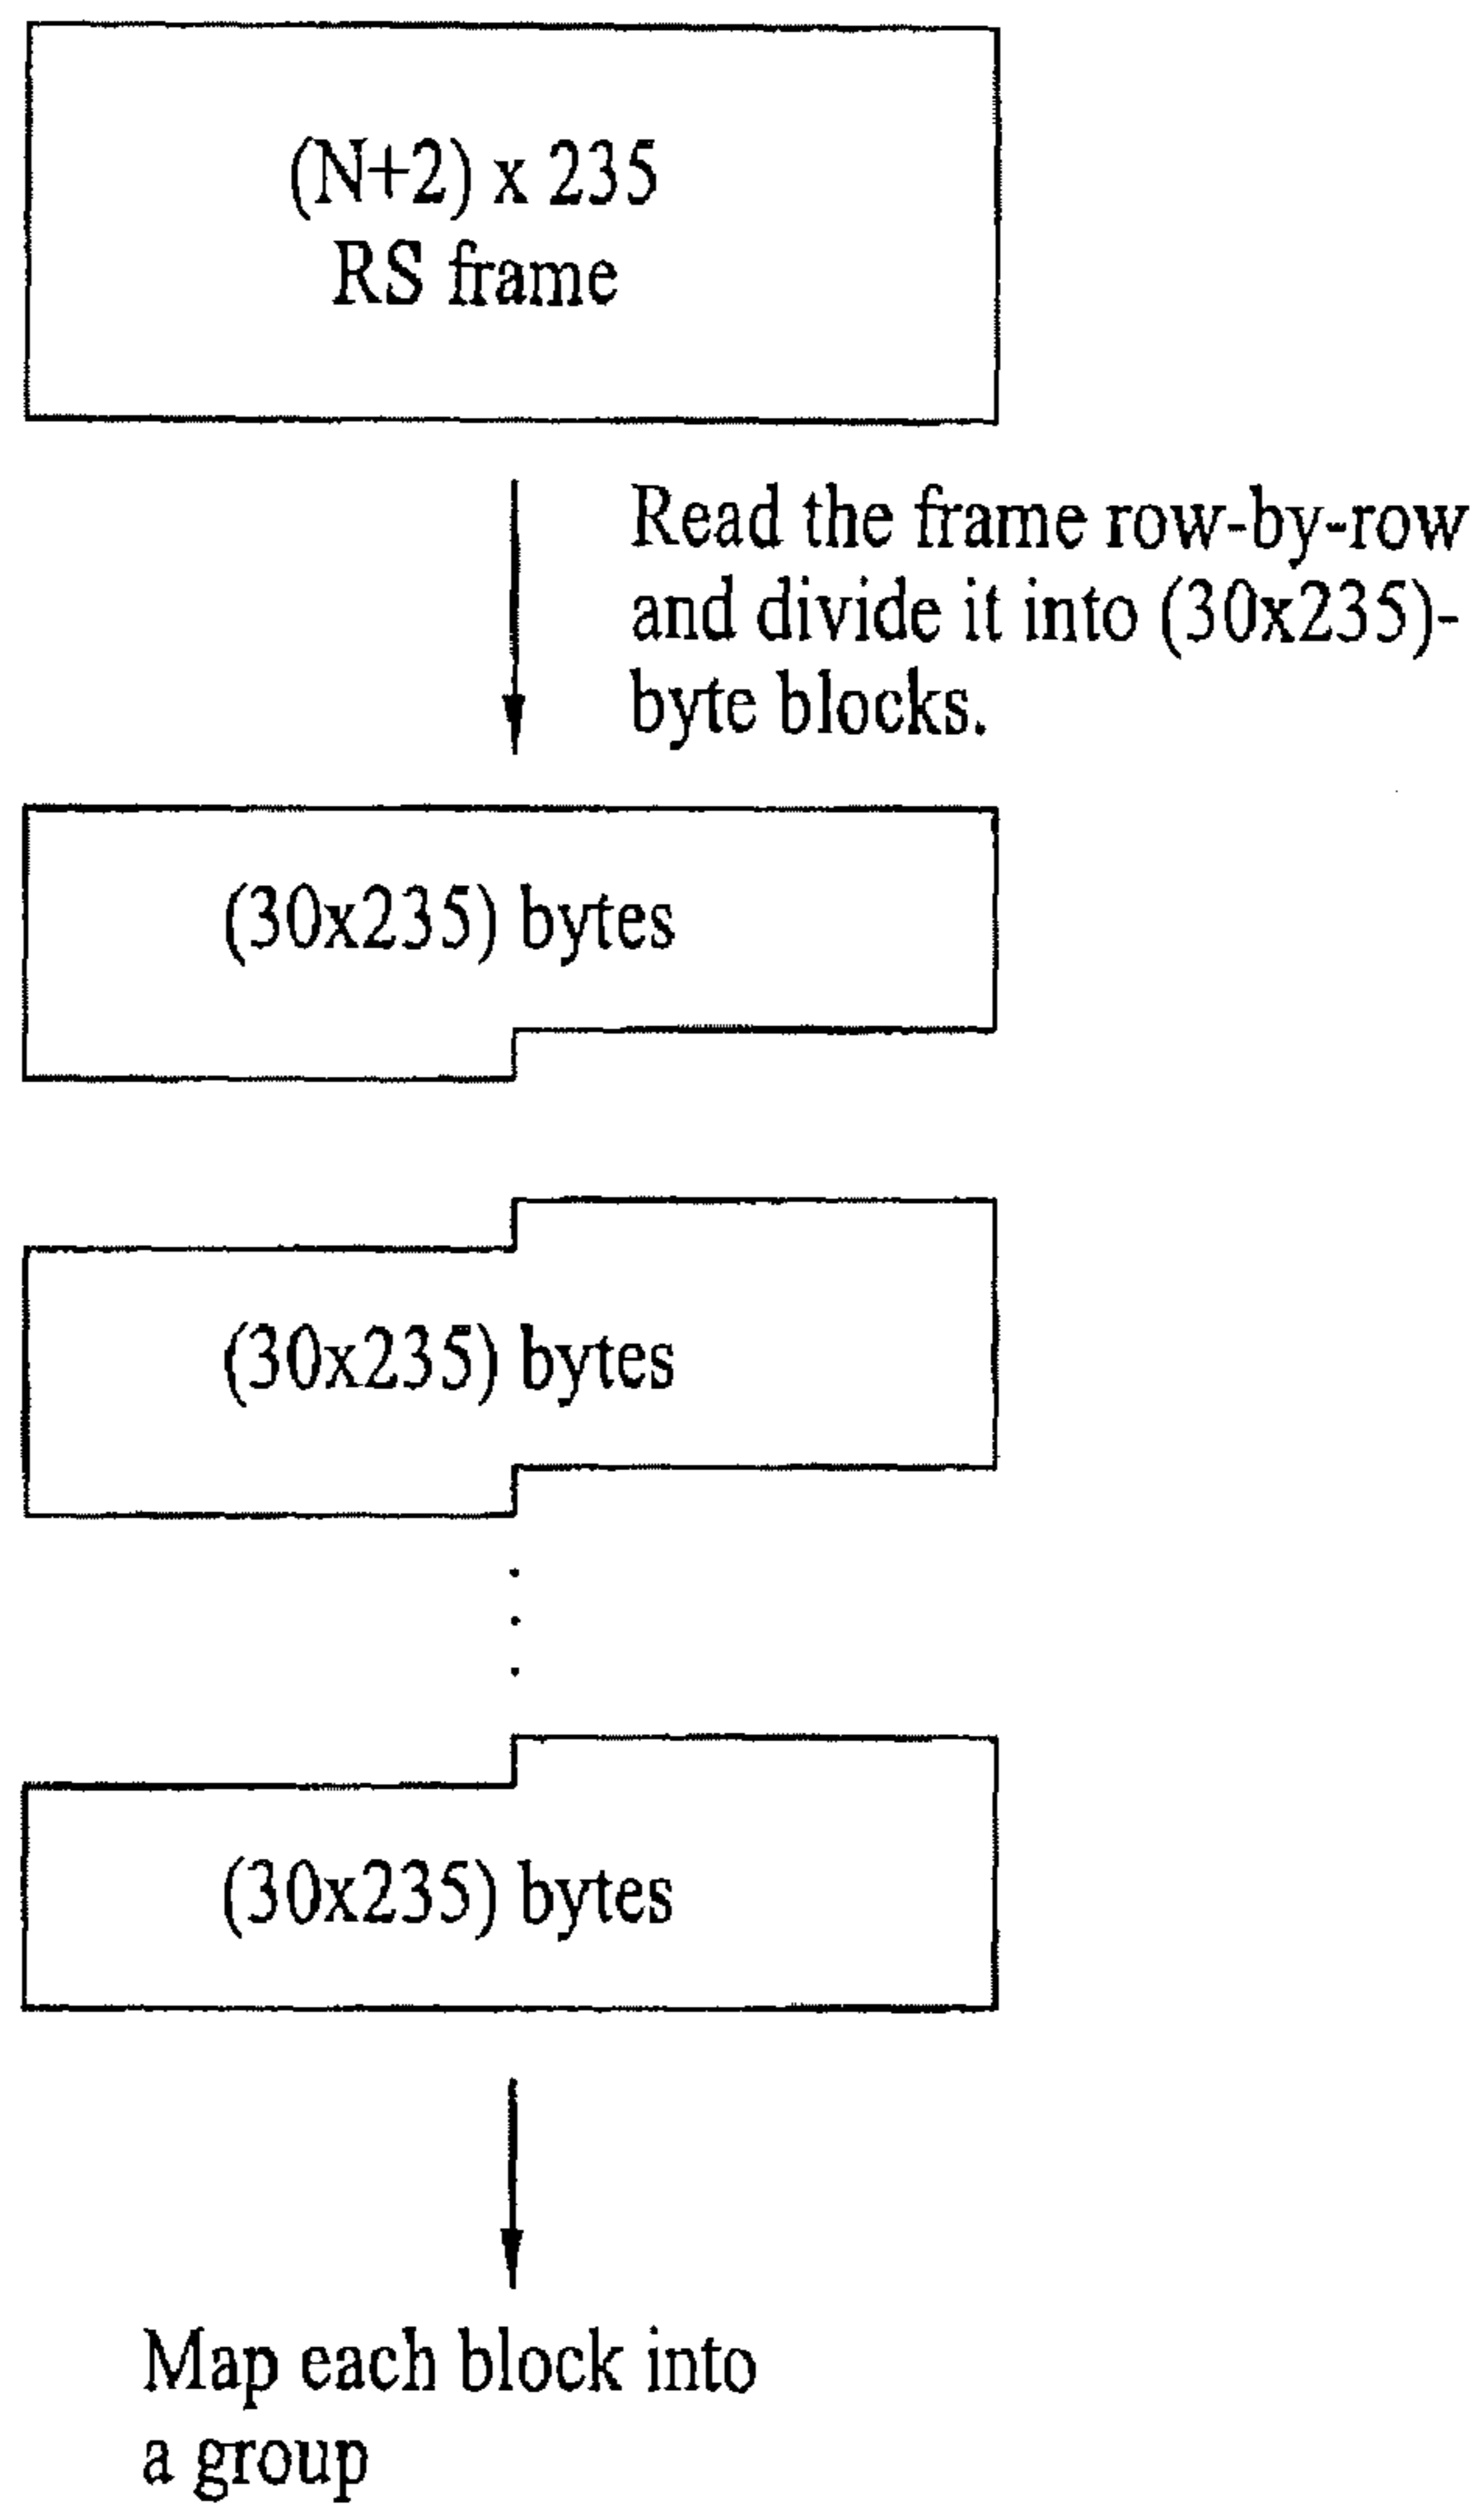 (N+2) x 235
RS frame
Read the frame row-by-row
and divide it into (30x235)-
byte blocks.
(30x235) bytes
(30x235) bytes
(30x235) bytes
Map each block into
a group